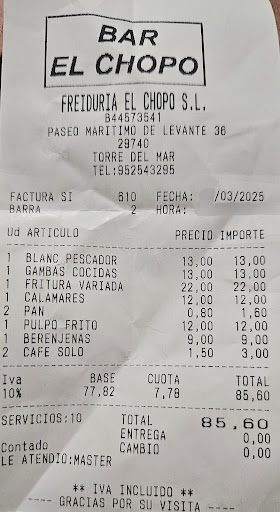 BAR
EL CHOPO
FREIDURIA EL CHOPO S.L.
B44573541
PASEO MARITIMO DE LEVANTE 36
29740
TORRE DEL MAR
TEL:952543295
FACTURA SI 610 FECHA: /03/2025
BARRA 2 HORA:
Ud ARTICULO PRECIO IMPORTE
1 BLANC PESCADOR 13,00 13,00
1 GAMBAS COCIDAS 13,00 13,00
1 FRITURA VARIADA 22,00 22,00
1 CALAMARES 12,00 12,00
2 PAN 0,80 1,60
1 PULPO FRITO 12,00 12,00
1 BERENJENAS 9,00 9,00
2 CAFE SOLO 1,50 3,00
Iva BASE CUOTA TOTAL
10% 77,82 7,78 85,60
SERVICIOS:10 TOTAL 85,60
ENTREGA 0,00
Contado CAMBIO 0,00
LE ATENDIO:MASTER
** IVA INCLUIDO **
---- GRACIAS POR SU VISITA ----